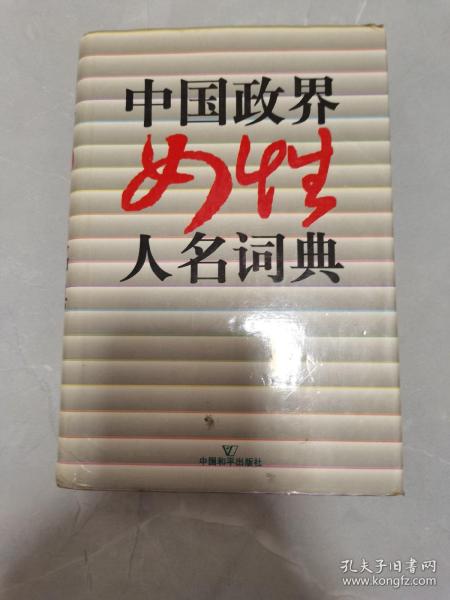 中国政界
女性
人名词典
中国和平出版社
孔夫子旧书网
www.kongfz.com